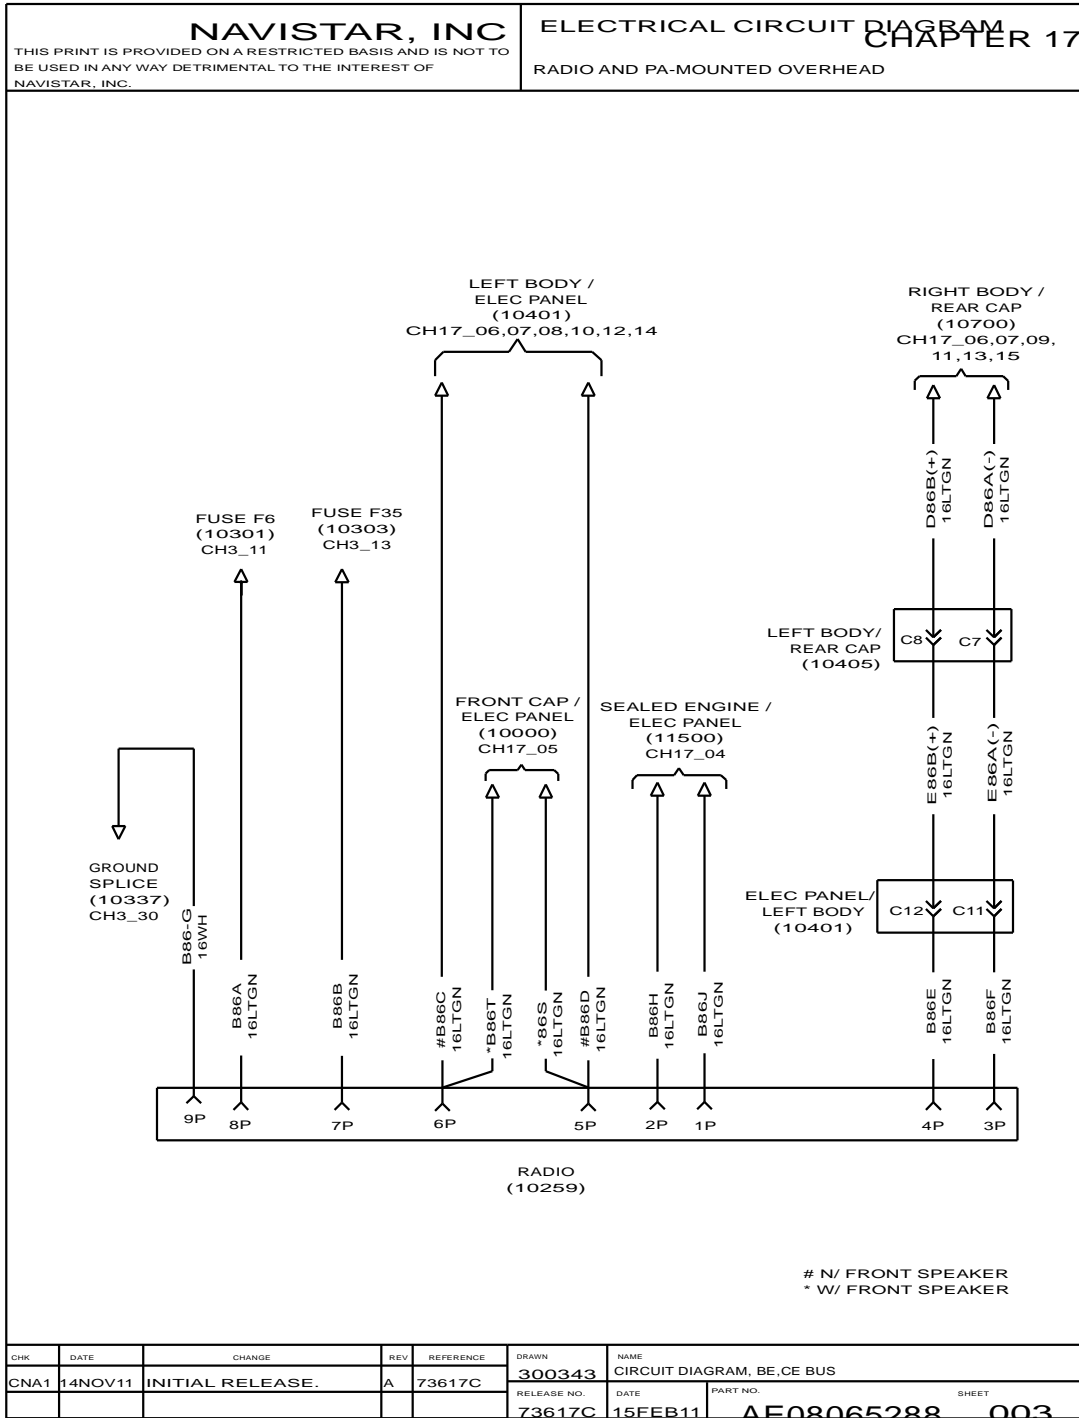 NAVISTAR, INC
THIS PRINT IS PROVIDED ON A RESTRICTED BASIS AND IS NOT TO
BE USED IN ANY WAY DETRIMENTAL TO THE INTEREST OF
NAVISTAR, INC.
ELECTRICAL CIRCUIT DIAGRAM
CHAPTER 17
RADIO AND PA-MOUNTED OVERHEAD
LEFT BODY /
ELEC PANEL
(10401)
CH17_06,07,08,10,12,14
RIGHT BODY /
REAR CAP
(10700)
CH17_06,07,09,
11,13,15
D86B(+)
16LTGN
D86A(-)
16LTGN
FUSE F6
(10301)
CH3_11
FUSE F35
(10303)
CH3_13
LEFT BODY/
REAR CAP
(10405)
C8
C7
FRONT CAP /
ELEC PANEL
(10000)
CH17_05
SEALED ENGINE /
ELEC PANEL
(11500)
CH17_04
E86B(+)
16LTGN
E86A(-)
16LTGN
GROUND
SPLICE
(10337)
CH3_30
ELEC PANEL/
LEFT BODY
(10401)
C12
C11
B86-G
16WH
B86A
16LTGN
B86B
16LTGN
#B86C
16LTGN
*B86T
16LTGN
*86S
16LTGN
#B86D
16LTGN
B86H
16LTGN
B86J
16LTGN
B86E
16LTGN
B86F
16LTGN
9P
8P
7P
6P
5P
2P
1P
4P
3P
RADIO
(10259)
# N/ FRONT SPEAKER
* W/ FRONT SPEAKER
CHK DATE CHANGE REV REFERENCE
CNA1 14NOV11 INITIAL RELEASE. A 73617C
DRAWN
300343
NAME
CIRCUIT DIAGRAM, BE,CE BUS
RELEASE NO.
73617C
DATE
15FEB11
PART NO.
AE08065288
SHEET
003